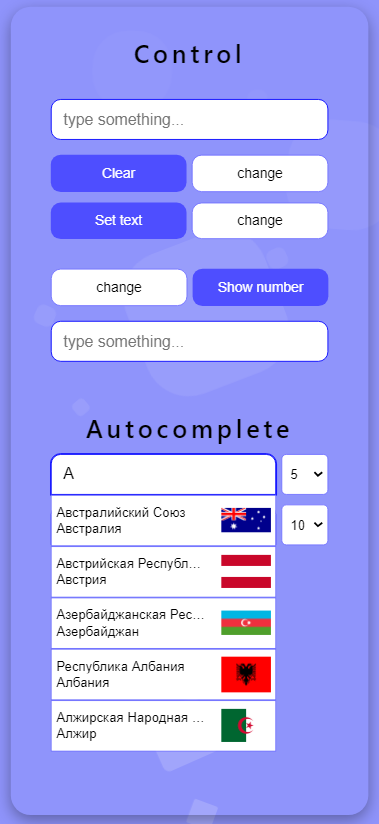 Control
type something...
Clear
change
Set text
change
change
Show number
type something...
Autocomplete
А
5
Австралийский Союз
Австралия
10
Австрийская Республ...
Австрия
Азербайджанская Рес...
Азербайджан
Республика Албания
Албания
Алжирская Народная ...
Алжир